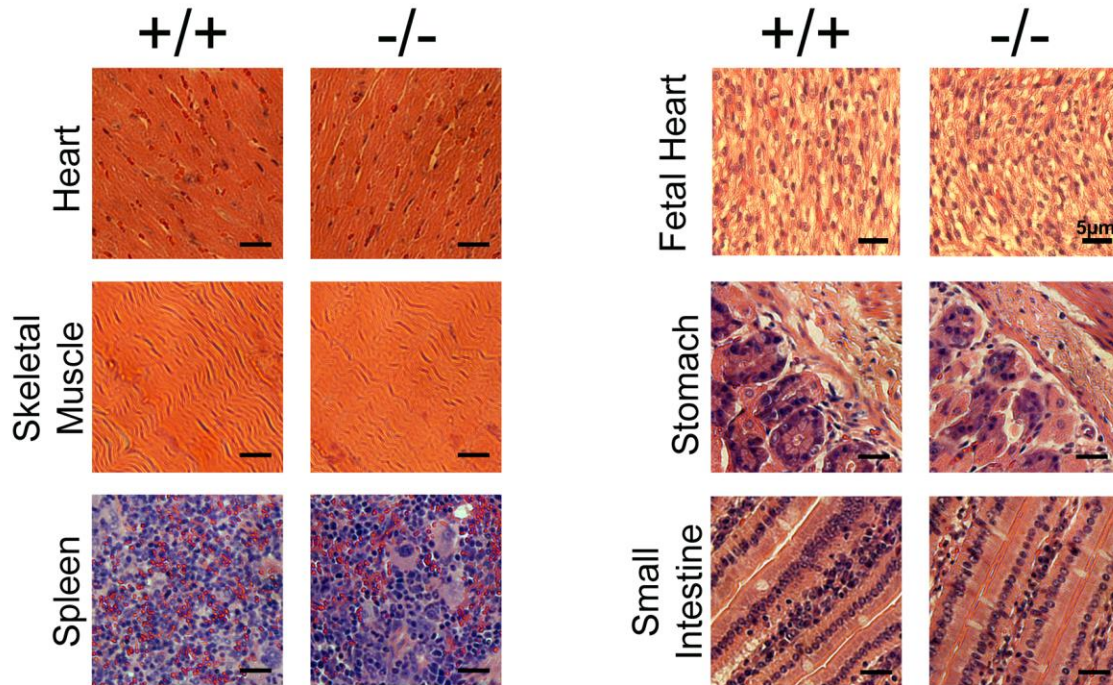 +/+ -/- +/+ -/-
Heart
Fetal Heart
5µm
Skeletal
Muscle
Stomach
Spleen
Small
Intestine